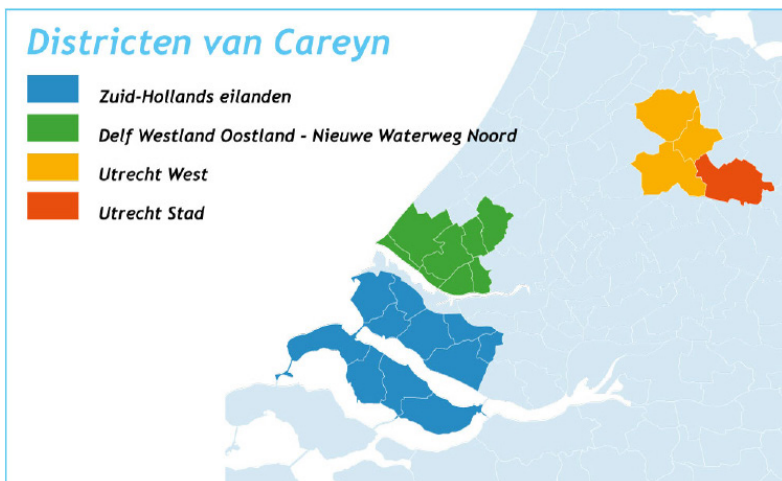 Districten van Careyn
Zuid-Hollands eilanden
Delf Westland Oostland - Nieuwe Waterweg Noord
Utrecht West
Utrecht Stad